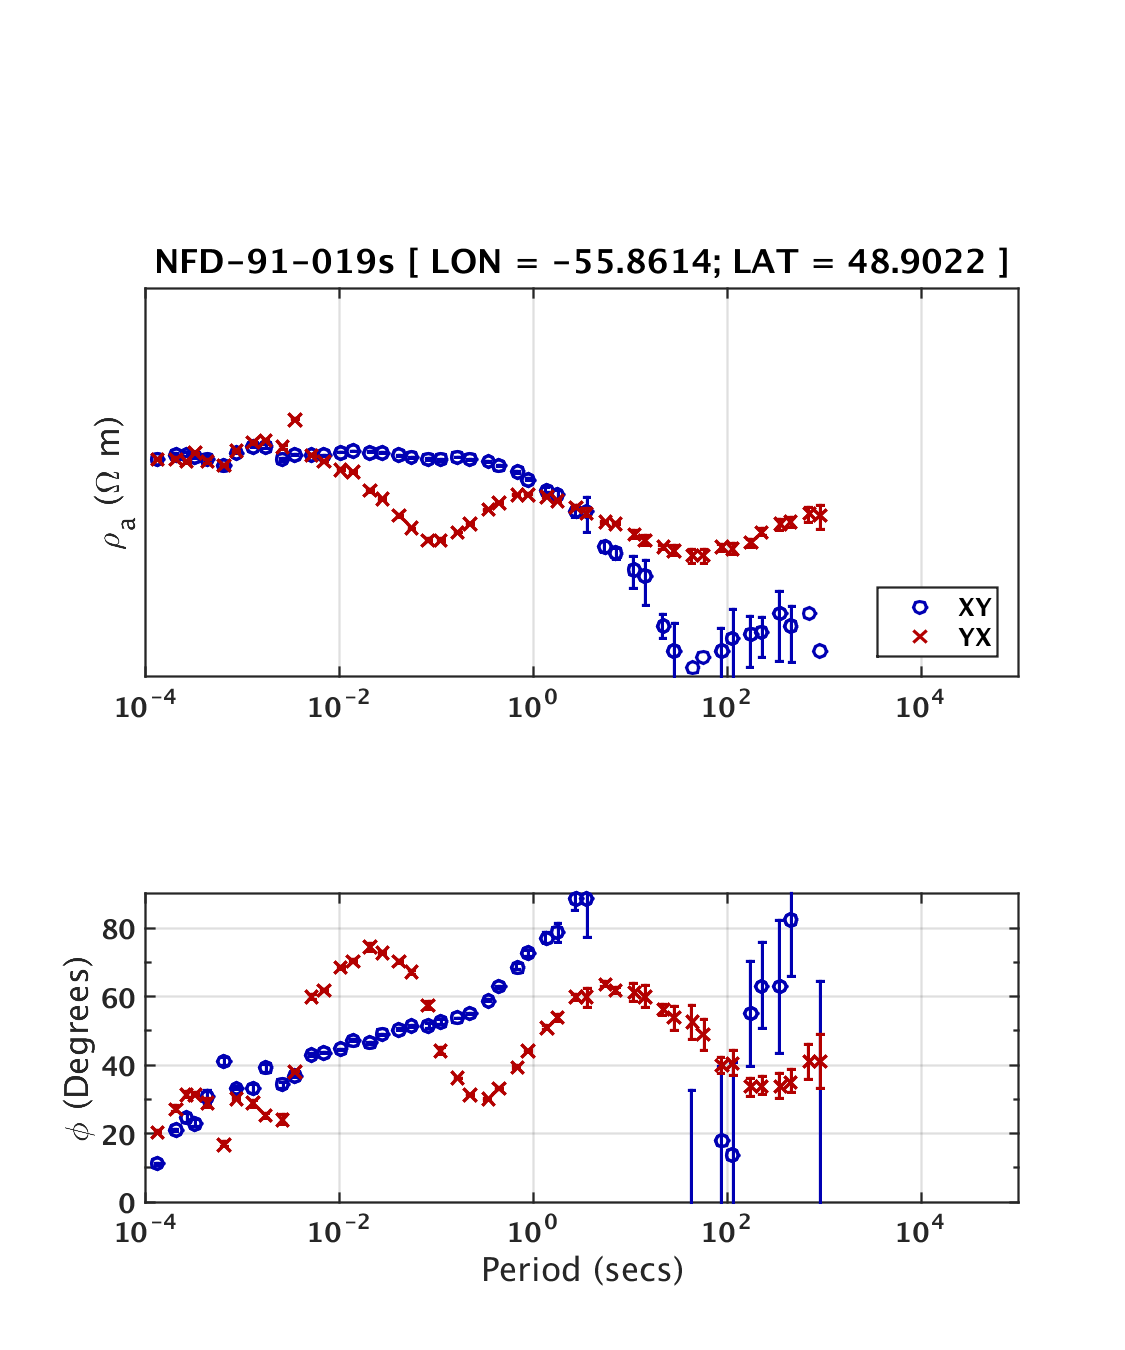 NFD-91-019s [ LON = -55.8614; LAT = 48.9022 ]
ρa (Ω m)
XY
YX
10^-4 10^-2 10^0 10^2 10^4
ϕ (Degrees)
80
60
40
20
0
10^-4 10^-2 10^0 10^2 10^4
Period (secs)